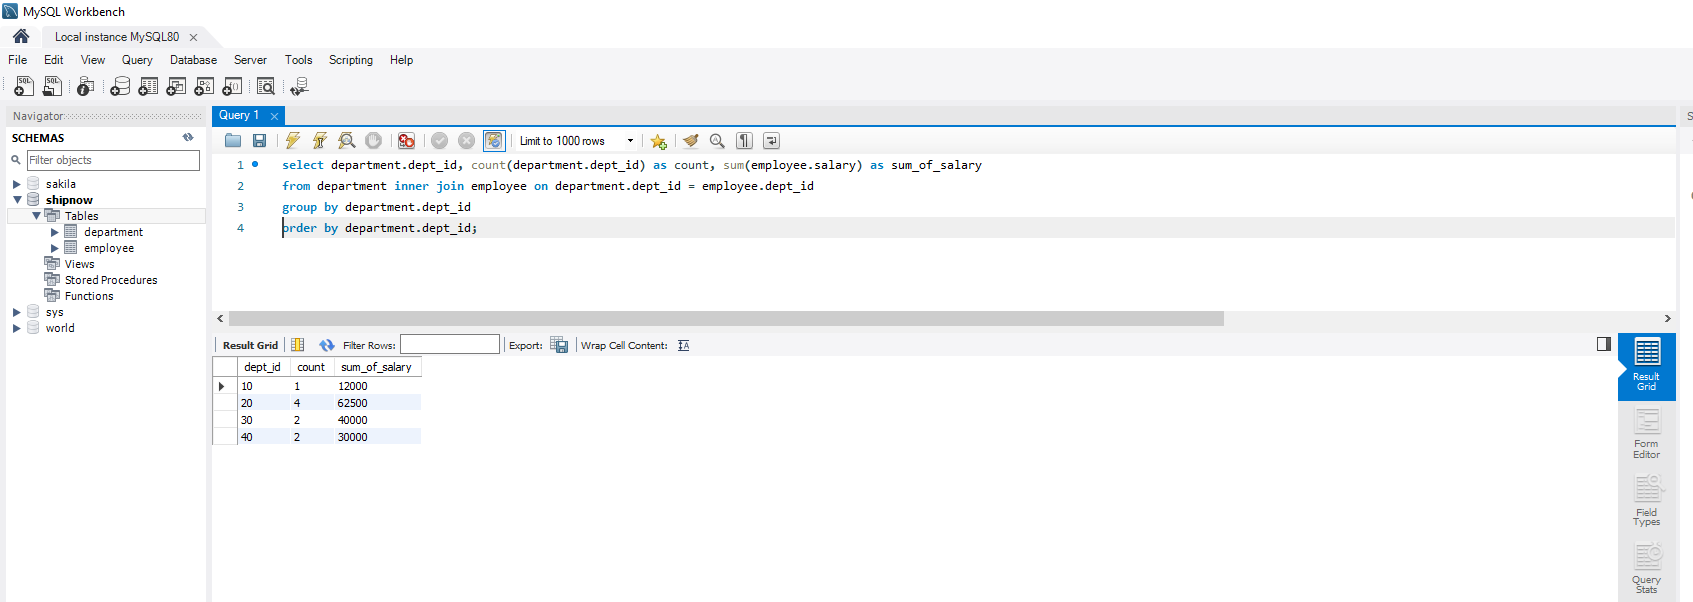 MySQL Workbench
Local instance MySQL80
File Edit View Query Database Server Tools Scripting Help
Navigator
SCHEMAS
Filter objects
sakila
shipnow
Tables
department
employee
Views
Stored Procedures
Functions
sys
world
Query 1
Limit to 1000 rows
1 select department.dept_id, count(department.dept_id) as count, sum(employee.salary) as sum_of_salary
2 from department inner join employee on department.dept_id = employee.dept_id
3 group by department.dept_id
4 order by department.dept_id;
Result Grid Filter Rows: Export: Wrap Cell Content:
dept_id count sum_of_salary
10 1 12000
20 4 62500
30 2 40000
40 2 30000
Result
Grid
Form
Editor
Field
Types
Query
Stats